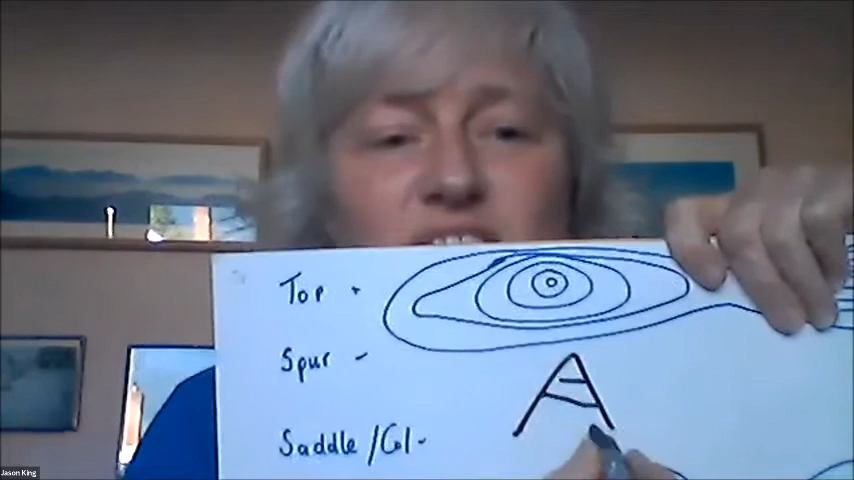 Top +
Spur -
Saddle/Col-
Jason King